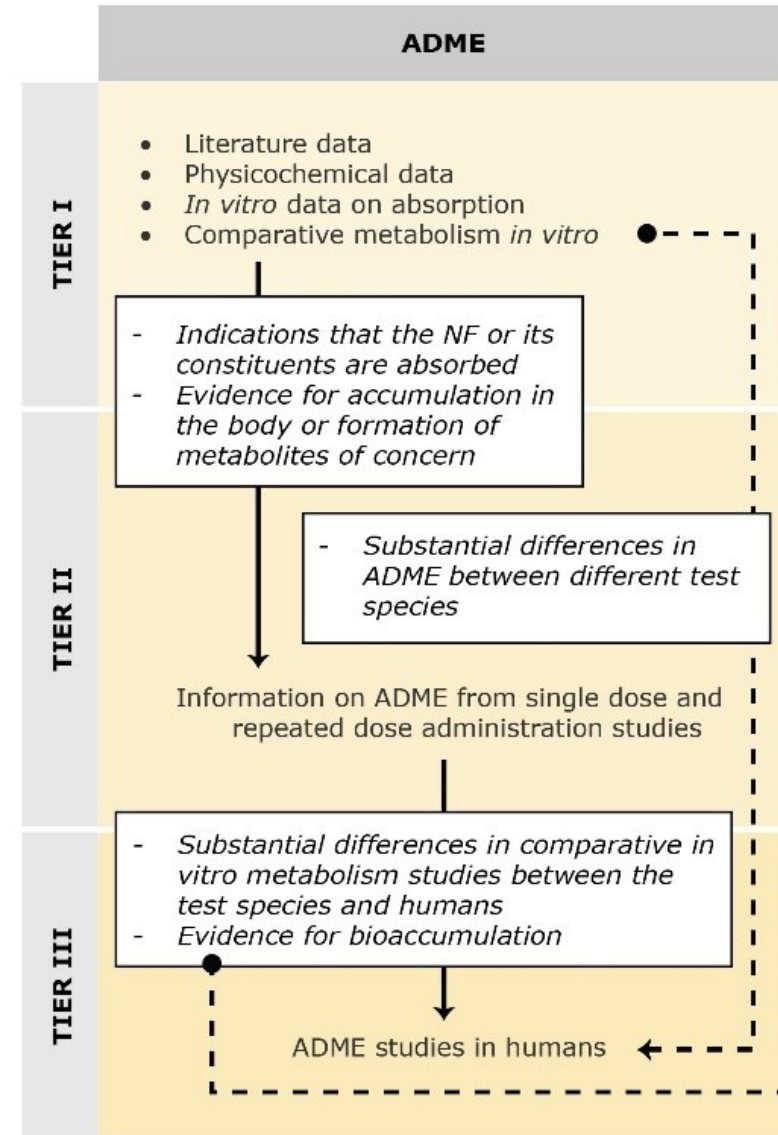 ADME
TIER I
• Literature data
• Physicochemical data
• In vitro data on absorption
• Comparative metabolism in vitro
- Indications that the NF or its
constituents are absorbed
- Evidence for accumulation in
the body or formation of
metabolites of concern
TIER II
- Substantial differences in
ADME between different test
species
Information on ADME from single dose and
repeated dose administration studies
TIER III
- Substantial differences in comparative in
vitro metabolism studies between the
test species and humans
- Evidence for bioaccumulation
ADME studies in humans